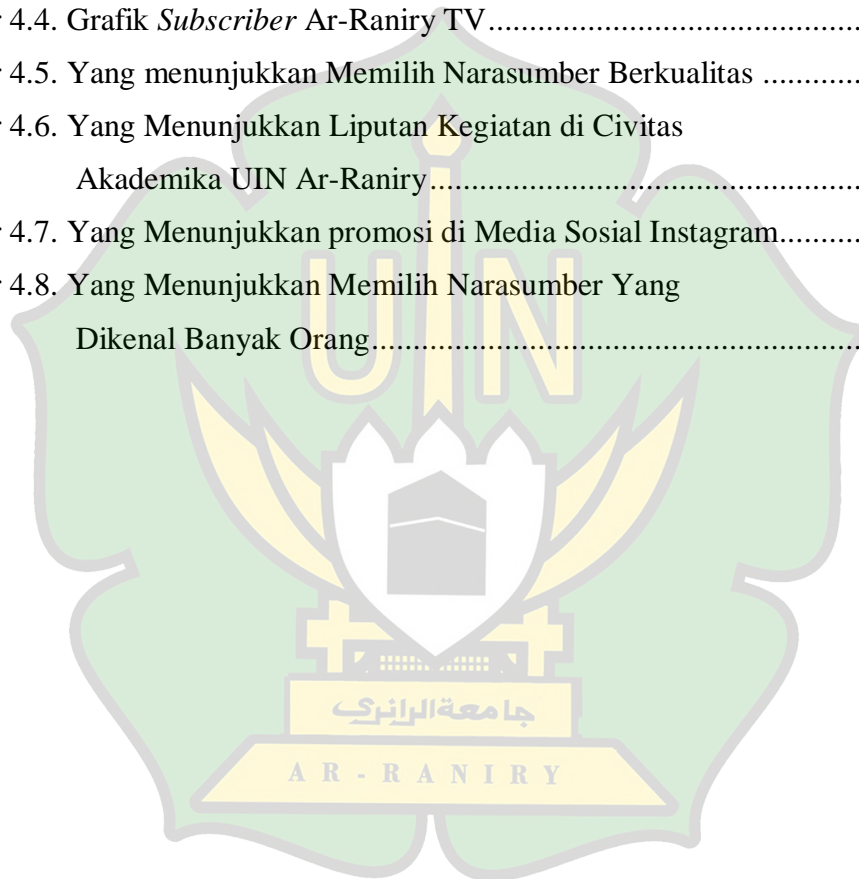 r 4.4. Grafik Subscriber Ar-Raniry TV........................................................
r 4.5. Yang menunjukkan Memilih Narasumber Berkualitas .............
r 4.6. Yang Menunjukkan Liputan Kegiatan di Civitas
Akademika UIN Ar-Raniry................................................................
r 4.7. Yang Menunjukkan promosi di Media Sosial Instagram...........
r 4.8. Yang Menunjukkan Memilih Narasumber Yang
Dikenal Banyak Orang........................................................................
UIN
جامعة الرانري
AR-RANIRY